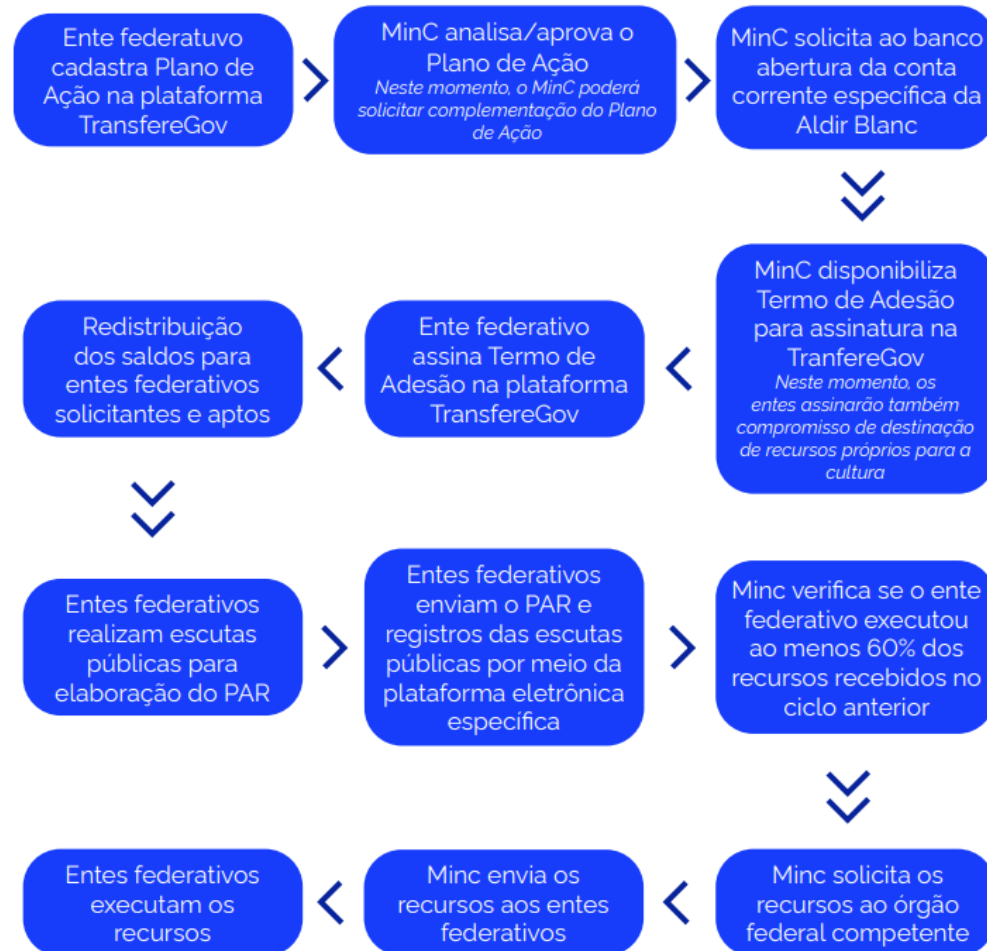 Ente federatuvo
cadastra Plano de
Ação na plataforma
TransfereGov
MinC analisa/aprova o
Plano de Ação
Neste momento, o MinC poderá
solicitar complementação do Plano
de Ação
MinC solicita ao banco
abertura da conta
corrente específica da
Aldir Blanc
MinC disponibiliza
Termo de Adesão
para assinatura na
TranfereGov
Neste momento, os
entes assinarão também
compromisso de destinação
de recursos próprios para a
cultura
Ente federativo
assina Termo de
Adesão na plataforma
TransfereGov
Redistribuição
dos saldos para
entes federativos
solicitantes e aptos
Entes federativos
realizam escutas
públicas para
elaboração do PAR
Entes federativos
enviam o PAR e
registros das escutas
públicas por meio da
plataforma eletrônica
específica
Minc verifica se o ente
federativo executou
ao menos 60% dos
recursos recebidos no
ciclo anterior
Minc solicita os
recursos ao órgão
federal competente
Minc envia os
recursos aos entes
federativos
Entes federativos
executam os
recursos